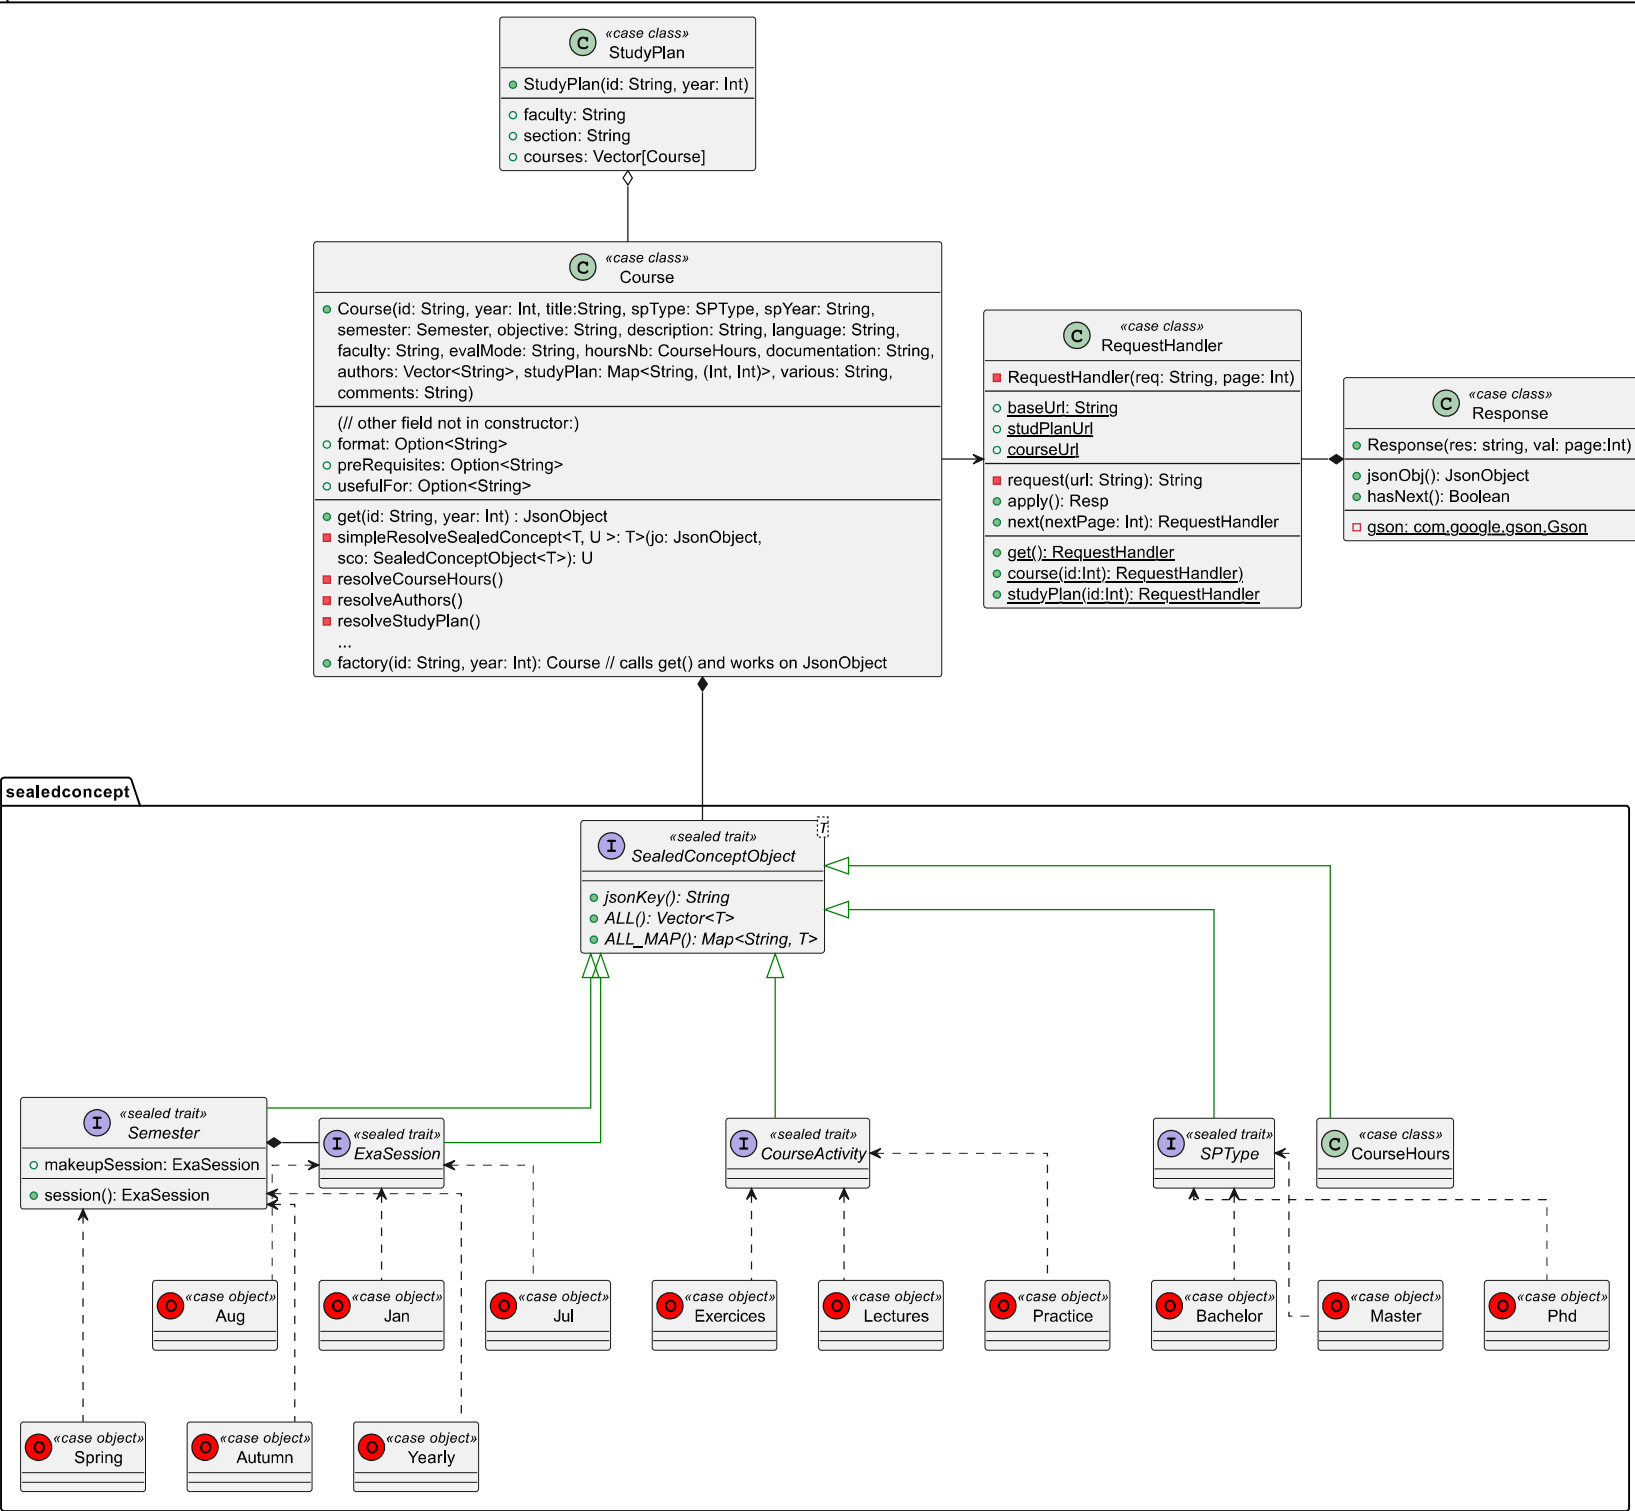 «case class»
C
StudyPlan
StudyPlan(id: String, year: Int)
faculty: String
section: String
courses: Vector[Course]
«case class»
C
Course
Course(id: String, year: Int, title:String, spType: SPType, spYear: String,
semester: Semester, objective: String, description: String, language: String,
faculty: String, evalMode: String, hoursNb: CourseHours, documentation: String,
authors: Vector<String>, studyPlan: Map<String, (Int, Int)>, various: String,
comments: String)
(// other field not in constructor:)
format: Option<String>
preRequisites: Option<String>
usefulFor: Option<String>
get(id: String, year: Int) : JsonObject
simpleResolveSealedConcept<T, U >: T>(jo: JsonObject,
sco: SealedConceptObject<T>): U
resolveCourseHours()
resolveAuthors()
resolveStudyPlan()
...
factory(id: String, year: Int): Course // calls get() and works on JsonObject
«case class»
C
RequestHandler
RequestHandler(req: String, page: Int)
baseUrl: String
studPlanUrl
courseUrl
request(url: String): String
apply(): Resp
next(nextPage: Int): RequestHandler
get(): RequestHandler
course(id:Int): RequestHandler)
studyPlan(id:Int): RequestHandler
«case class»
C
Response
Response(res: string, val: page:Int)
jsonObj(): JsonObject
hasNext(): Boolean
gson: com.google.gson.Gson
sealedconcept
T
«sealed trait»
I
SealedConceptObject
jsonKey(): String
ALL(): Vector<T>
ALL_MAP(): Map<String, T>
«sealed trait»
I
Semester
makeupSession: ExaSession
session(): ExaSession
«sealed trait»
I
ExaSession
«sealed trait»
I
CourseActivity
«sealed trait»
I
SPType
«case class»
C
CourseHours
«case object»
O
Aug
«case object»
O
Jan
«case object»
O
Jul
«case object»
O
Exercices
«case object»
O
Lectures
«case object»
O
Practice
«case object»
O
Bachelor
«case object»
O
Master
«case object»
O
Phd
«case object»
O
Spring
«case object»
O
Autumn
«case object»
O
Yearly